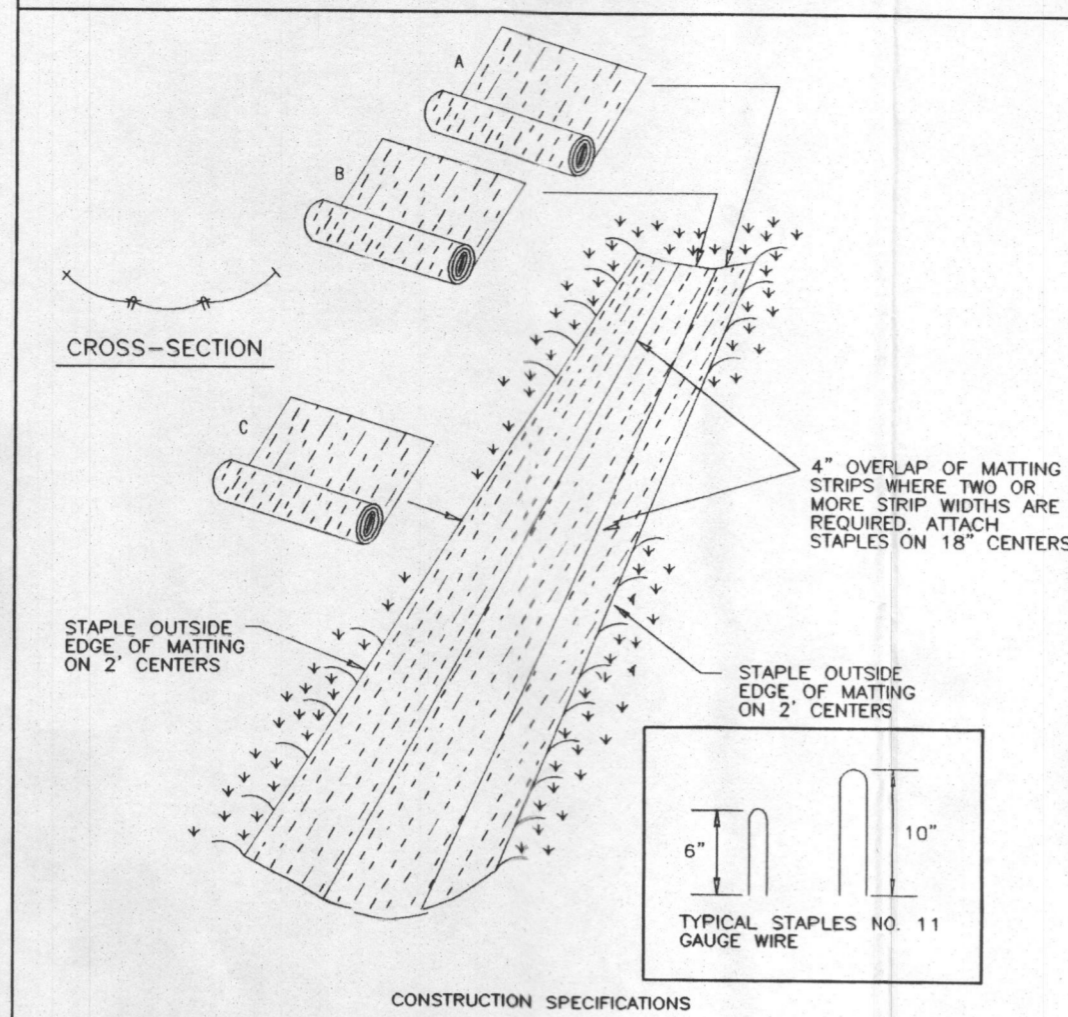 A
B
CROSS-SECTION
C
4" OVERLAP OF MATTING
STRIPS WHERE TWO OR
MORE STRIP WIDTHS ARE
REQUIRED. ATTACH
STAPLES ON 18" CENTERS
STAPLE OUTSIDE
EDGE OF MATTING
ON 2' CENTERS
STAPLE OUTSIDE
EDGE OF MATTING
ON 2' CENTERS
6"
10"
TYPICAL STAPLES NO. 11
GAUGE WIRE
CONSTRUCTION SPECIFICATIONS